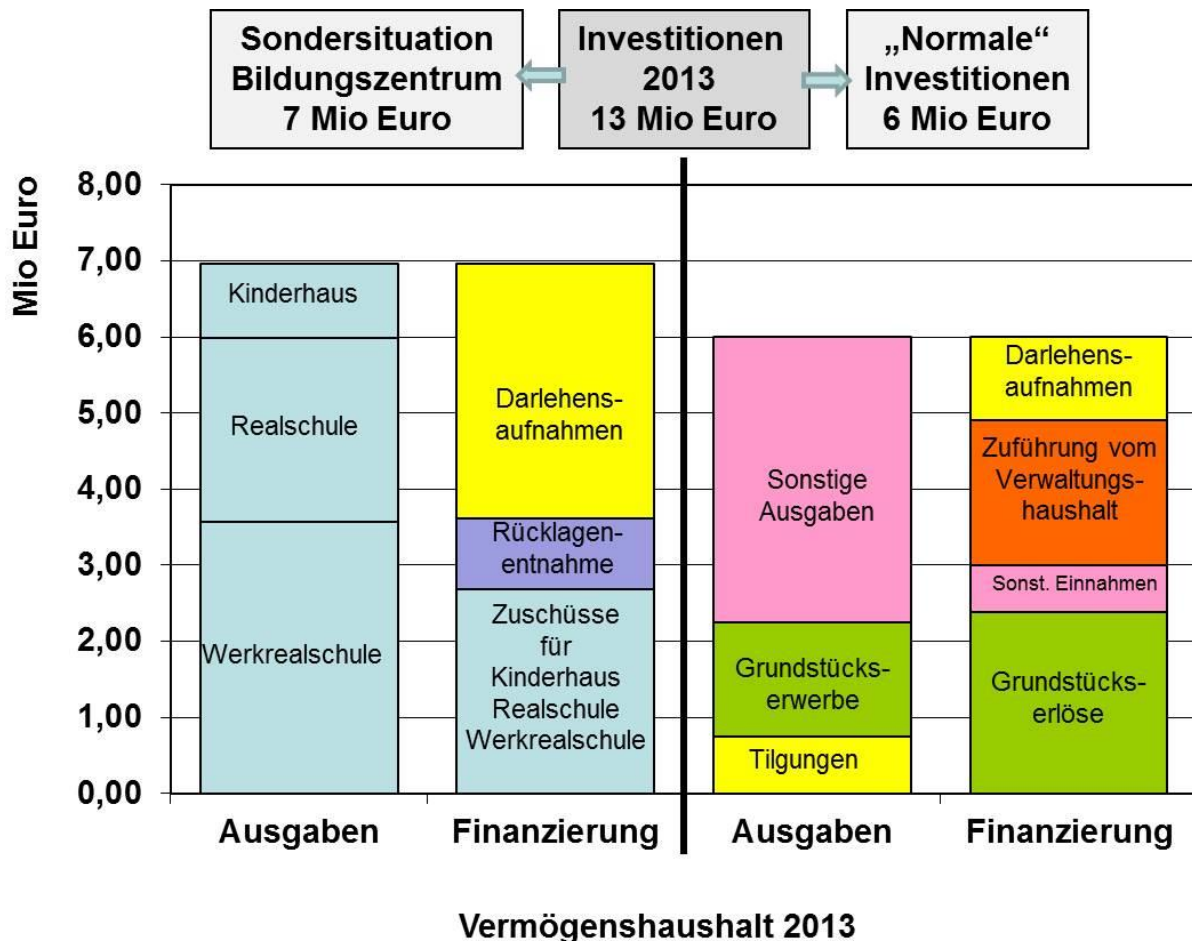 Sondersituation
Bildungszentrum
7 Mio Euro
Investitionen
2013
13 Mio Euro
„Normale“
Investitionen
6 Mio Euro
Mio Euro
8,00
7,00
6,00
5,00
4,00
3,00
2,00
1,00
0,00
Kinderhaus
Realschule
Werkrealschule
Darlehens-
aufnahmen
Rücklagen-
entnahme
Zuschüsse
für
Kinderhaus
Realschule
Werkrealschule
Sonstige
Ausgaben
Grundstücks-
erwerbe
Tilgungen
Darlehens-
aufnahmen
Zuführung vom
Verwaltungs-
haushalt
Sonst. Einnahmen
Grundstücks-
erlöse
Ausgaben
Finanzierung
Ausgaben
Finanzierung
Vermögenshaushalt 2013